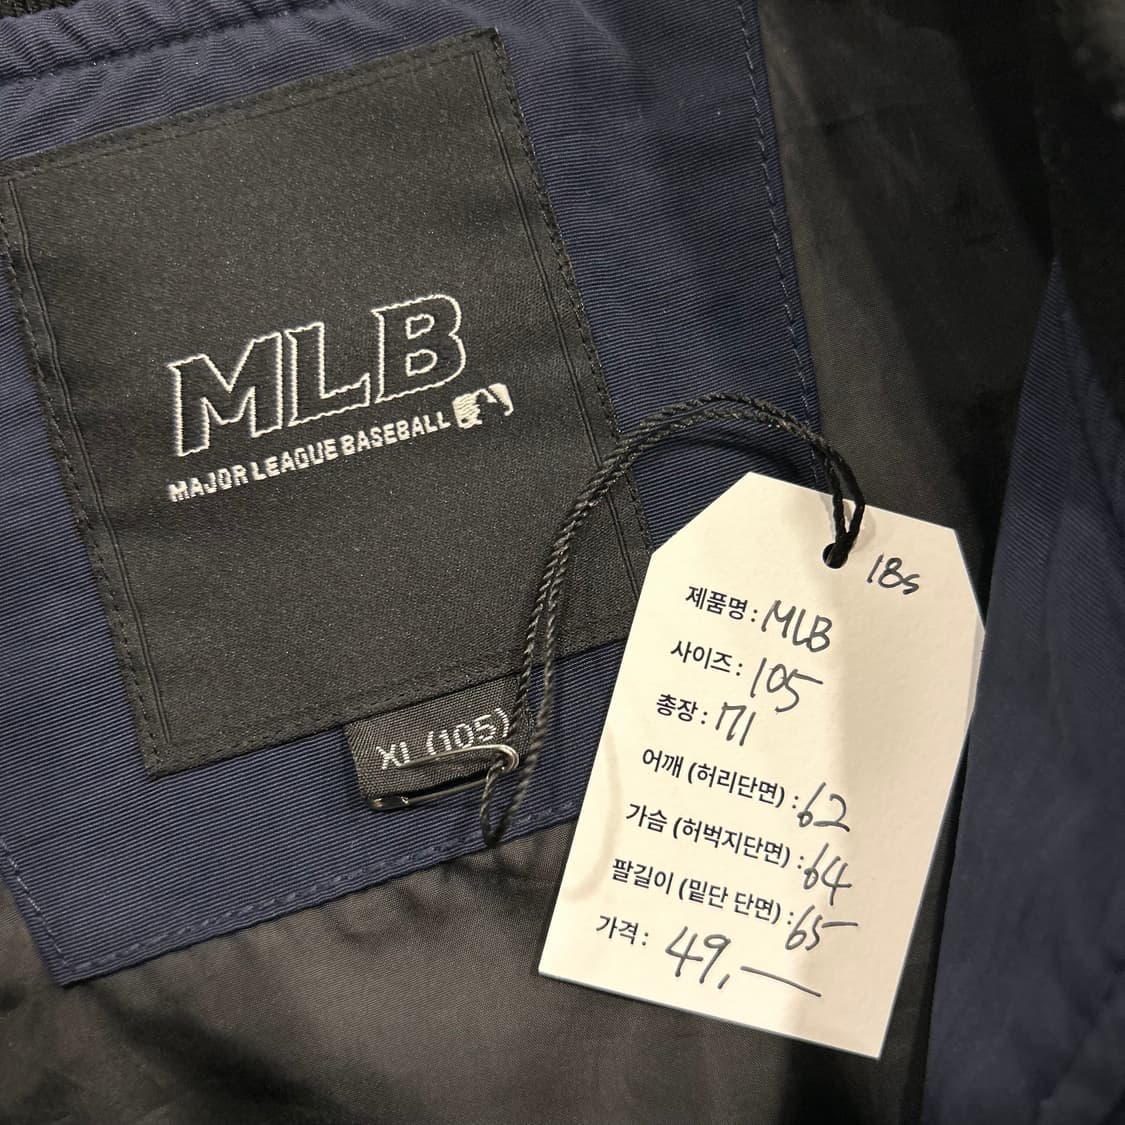 MLB
MAJOR LEAGUE BASEBALL
XL (105)
18s
제품명: MLB
사이즈: 105
총장: 71
어깨 (허리단면) : 62
가슴 (허벅지단면) : 64
팔길이 (밑단 단면) : 65
가격: 49,—